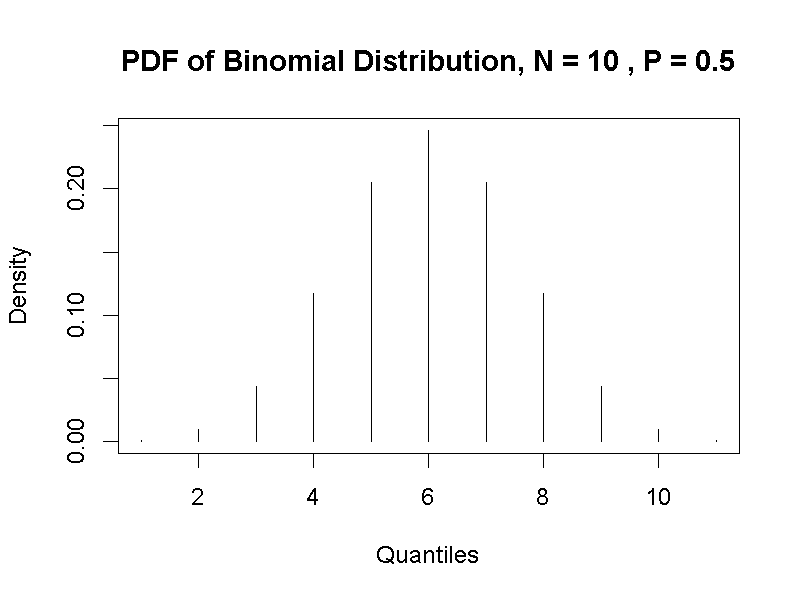 PDF of Binomial Distribution, N = 10 , P = 0.5
Density
0.20
0.10
0.00
2 4 6 8 10
Quantiles